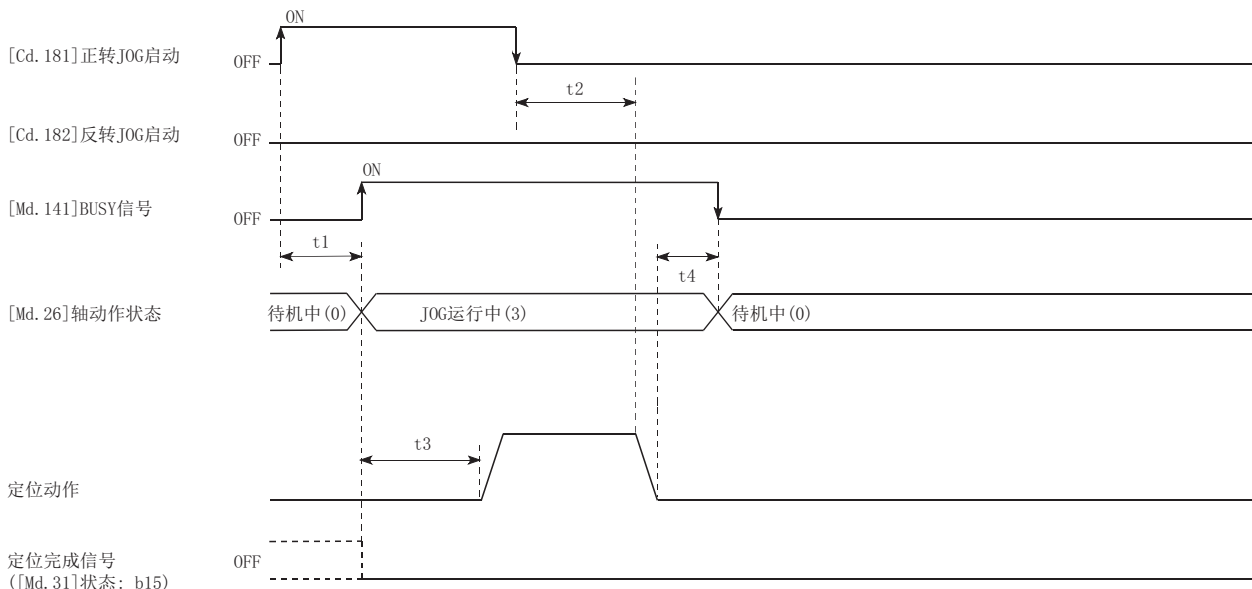 ON
[Cd.181]正转JOG启动
OFF
t2
[Cd.182]反转JOG启动
OFF
ON
[Md.141]BUSY信号
OFF
t1
t4
[Md.26]轴动作状态
待机中(0)
JOG运行中(3)
待机中(0)
t3
定位动作
定位完成信号
OFF
([Md.31]状态: b15)